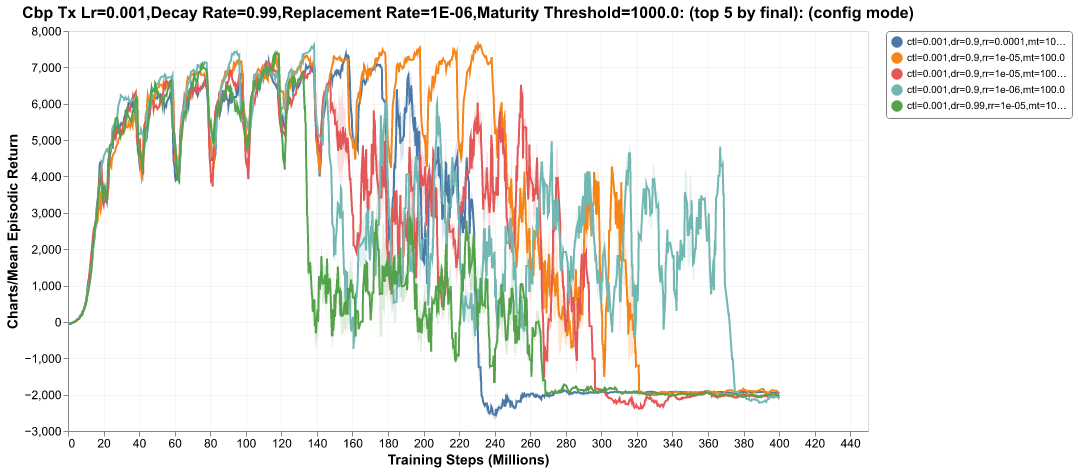 Cbp Tx Lr=0.001,Decay Rate=0.99,Replacement Rate=1E-06,Maturity Threshold=1000.0: (top 5 by final): (config mode)
8,000
7,000
6,000
5,000
4,000
3,000
2,000
1,000
0
−1,000
−2,000
−3,000
Charts/Mean Episodic Return
0 20 40 60 80 100 120 140 160 180 200 220 240 260 280 300 320 340 360 380 400 420 440
Training Steps (Millions)
ctl=0.001,dr=0.9,rr=0.0001,mt=10…
ctl=0.001,dr=0.9,rr=1e-05,mt=100.0
ctl=0.001,dr=0.9,rr=1e-05,mt=100…
ctl=0.001,dr=0.9,rr=1e-06,mt=100.0
ctl=0.001,dr=0.99,rr=1e-05,mt=10…